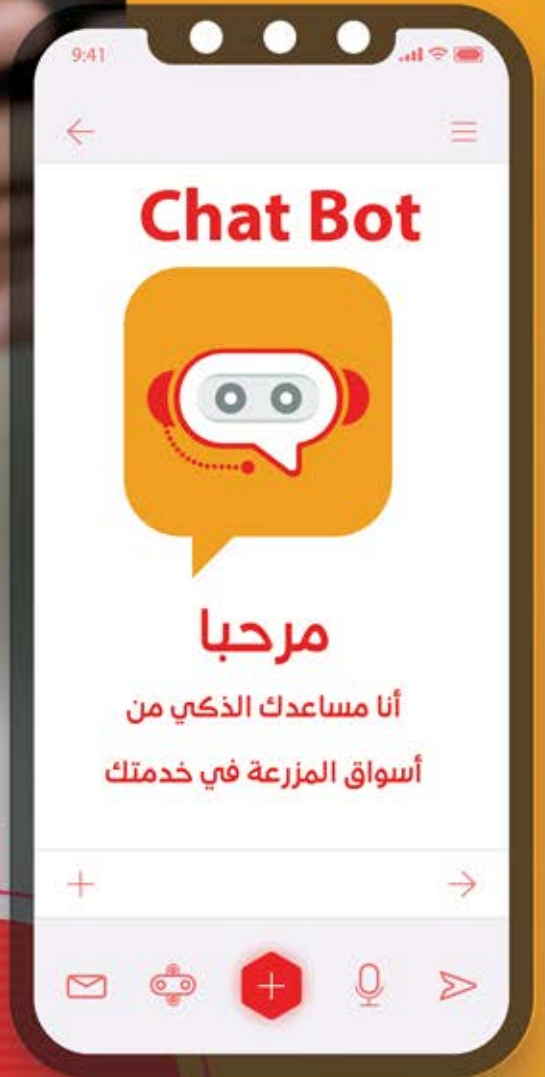 9:41
Chat Bot
مرحبا
أنا مساعدك الذكي من
أسواق المزرعة في خدمتك